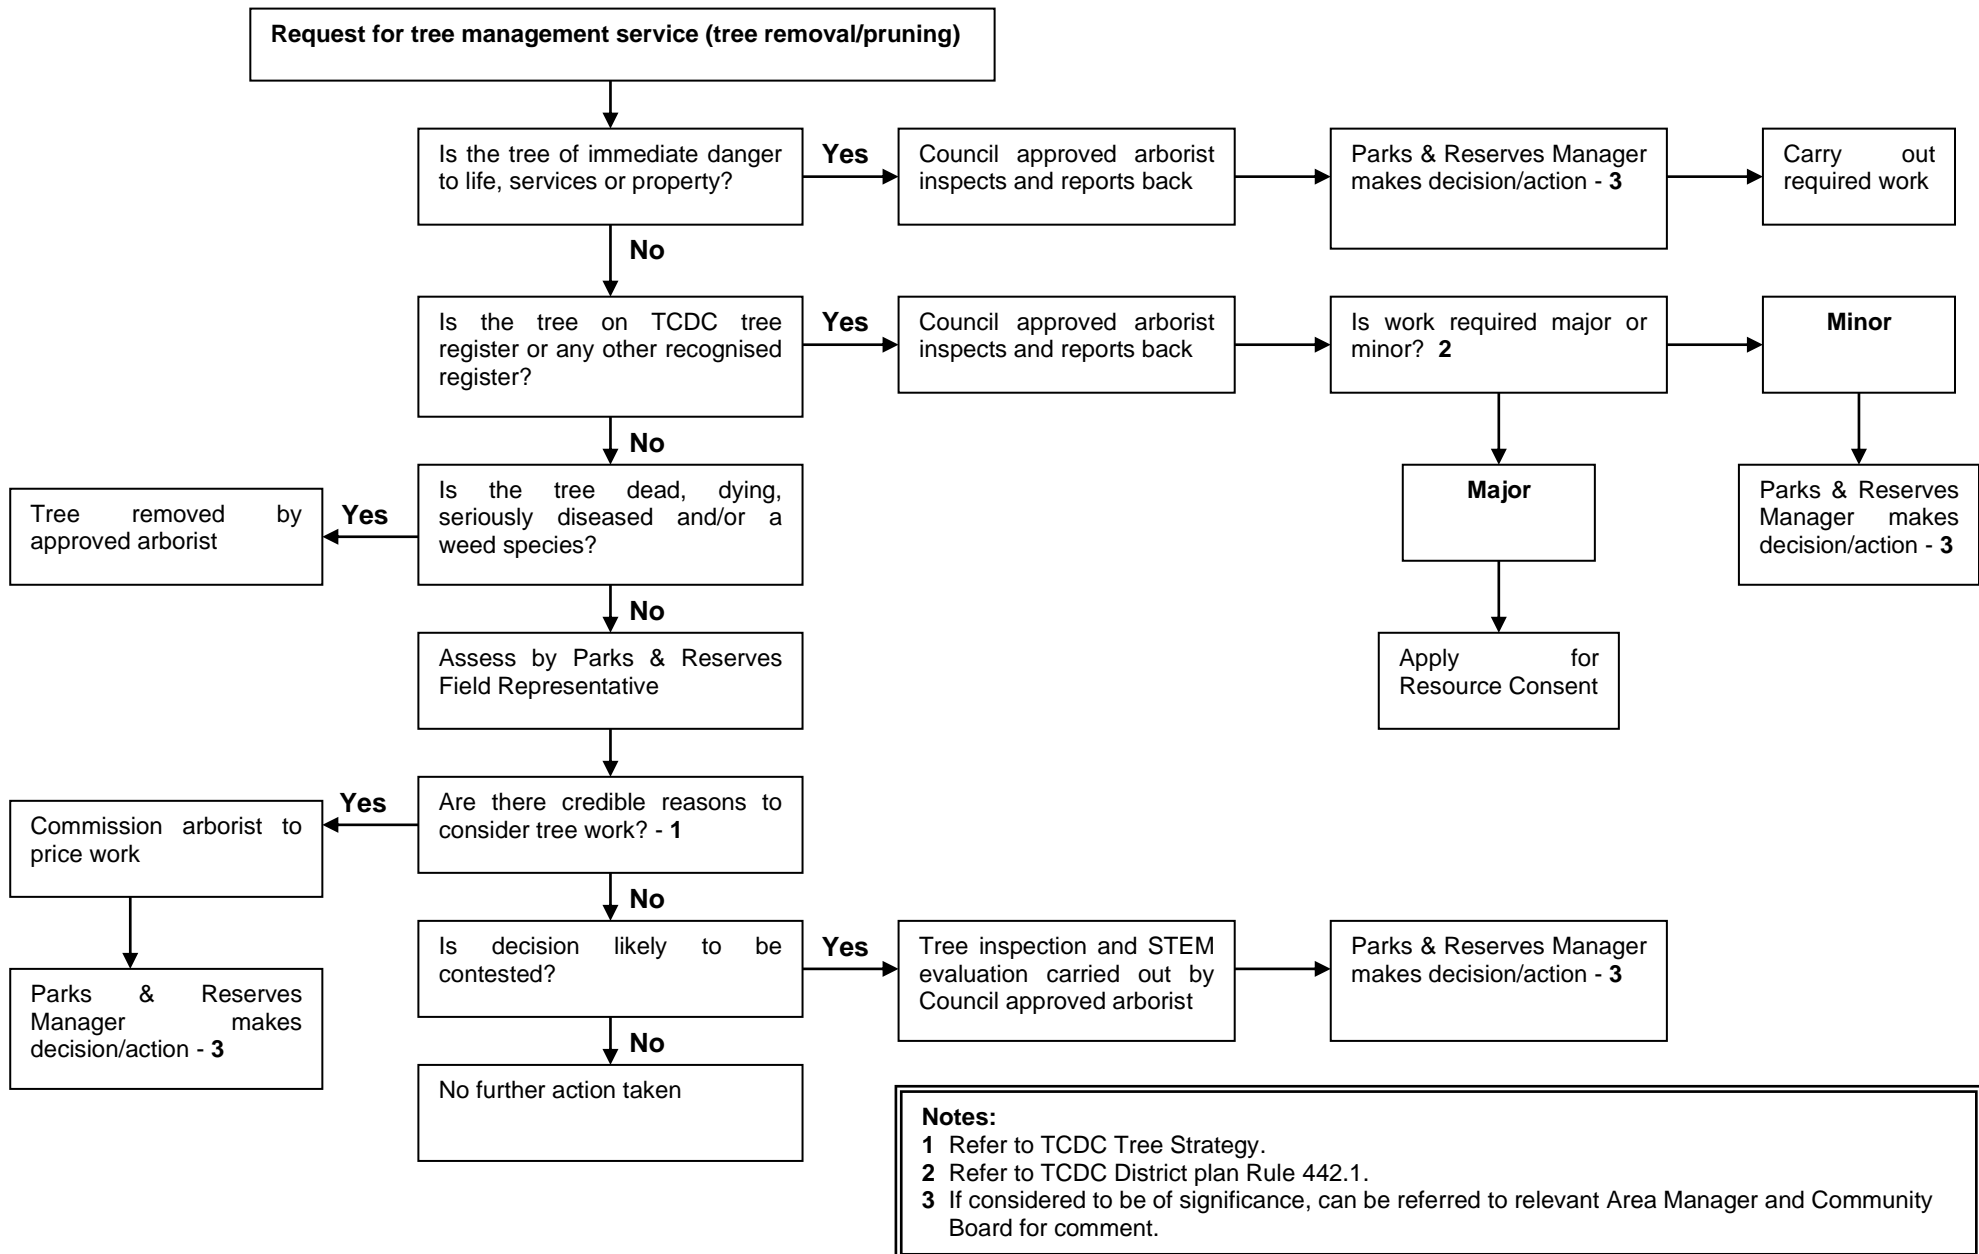 Request for tree management service (tree removal/pruning)
Is the tree of immediate danger
to life, services or property?
Yes
Council approved arborist
inspects and reports back
Parks & Reserves Manager
makes decision/action - 3
Carry out
required work
No
Is the tree on TCDC tree
register or any other recognised
register?
Yes
Council approved arborist
inspects and reports back
Is work required major or
minor? 2
Minor
No
Tree removed by
approved arborist
Yes
Is the tree dead, dying,
seriously diseased and/or a
weed species?
Major
Parks & Reserves
Manager makes
decision/action - 3
No
Assess by Parks & Reserves
Field Representative
Apply for
Resource Consent
Commission arborist to
price work
Yes
Are there credible reasons to
consider tree work? - 1
No
Parks & Reserves
Manager makes
decision/action - 3
Is decision likely to be
contested?
Yes
Tree inspection and STEM
evaluation carried out by
Council approved arborist
Parks & Reserves Manager
makes decision/action - 3
No
No further action taken
Notes:
1 Refer to TCDC Tree Strategy.
2 Refer to TCDC District plan Rule 442.1.
3 If considered to be of significance, can be referred to relevant Area Manager and Community
Board for comment.